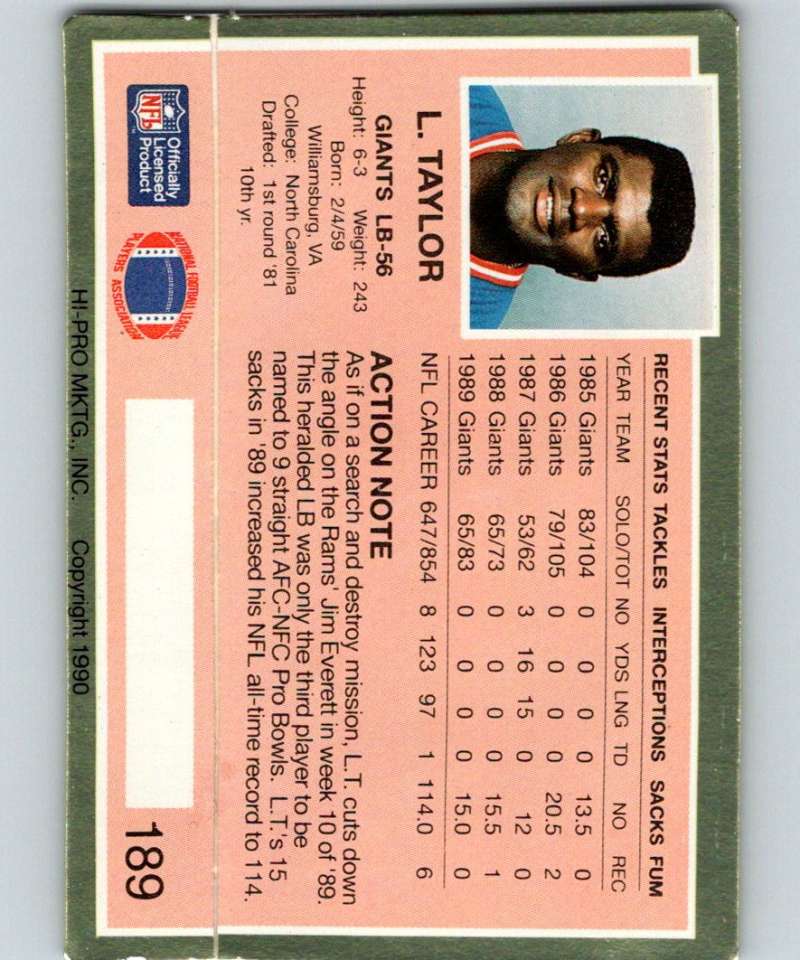 L. TAYLOR
GIANTS LB-56
Height: 6-3 Weight: 243
Born: 2/4/59
Williamsburg, VA
College: North Carolina
Drafted: 1st round '81
10th yr.
NFL
Officially
Licensed
Product
NATIONAL FOOTBALL LEAGUE
PLAYERS ASSOCIATION
RECENT STATS TACKLES INTERCEPTIONS SACKS FUM
YEAR TEAM SOLO/TOT NO YDS LNG TD NO REC
1985 Giants 83/104 0 0 0 0 13.5 0
1986 Giants 79/105 0 0 0 0 20.5 2
1987 Giants 53/62 3 16 15 0 12 0
1988 Giants 65/73 0 0 0 0 15.5 1
1989 Giants 65/83 0 0 0 0 15.0 0
NFL CAREER 647/854 8 123 97 1 114.0 6
ACTION NOTE
As if on a search and destroy mission, L.T. cuts down
the angle on the Rams' Jim Everett in week 10 of '89.
This heralded LB was only the third player to be
named to 9 straight AFC-NFC Pro Bowls. L.T.'s 15
sacks in '89 increased his NFL all-time record to 114.
189
HI-PRO MKTG., INC. Copyright 1990